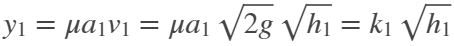 y₁ = μa₁v₁ = μa₁ √2g √h₁ = k₁ √h₁